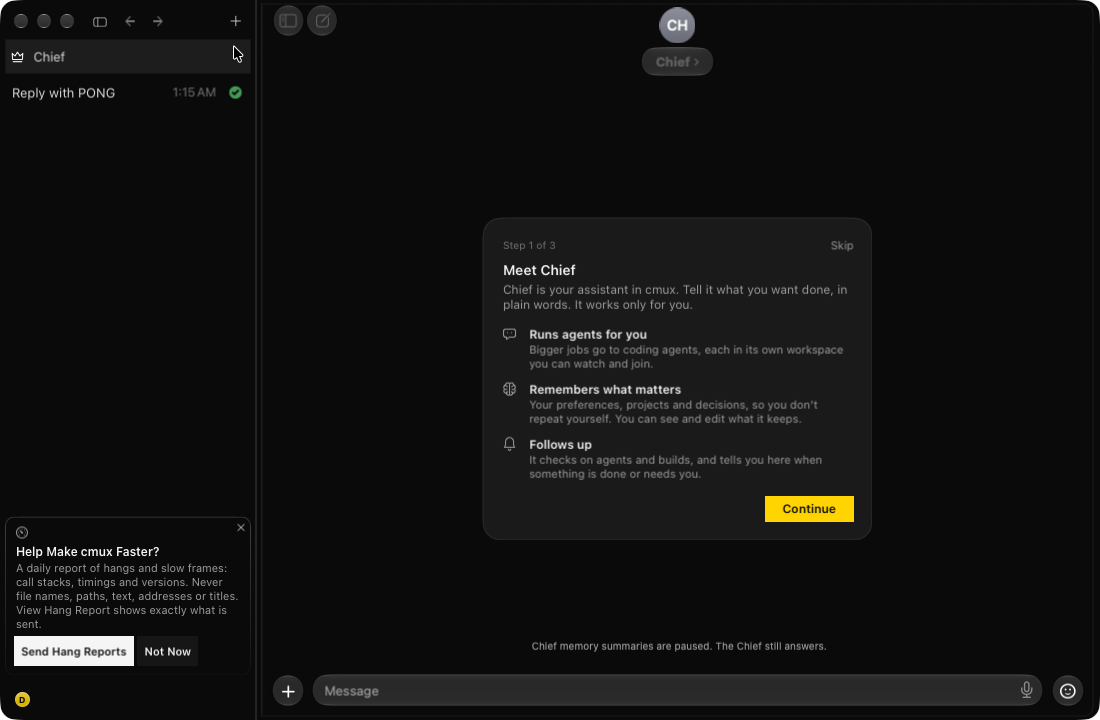 Chief
Reply with PONG 1:15 AM
Help Make cmux Faster?
A daily report of hangs and slow frames:
call stacks, timings and versions. Never
file names, paths, text, addresses or titles.
View Hang Report shows exactly what is
sent.
Send Hang Reports Not Now
D
CH
Chief ›
Step 1 of 3 Skip
Meet Chief
Chief is your assistant in cmux. Tell it what you want done, in
plain words. It works only for you.
Runs agents for you
Bigger jobs go to coding agents, each in its own workspace
you can watch and join.
Remembers what matters
Your preferences, projects and decisions, so you don't
repeat yourself. You can see and edit what it keeps.
Follows up
It checks on agents and builds, and tells you here when
something is done or needs you.
Continue
Chief memory summaries are paused. The Chief still answers.
Message